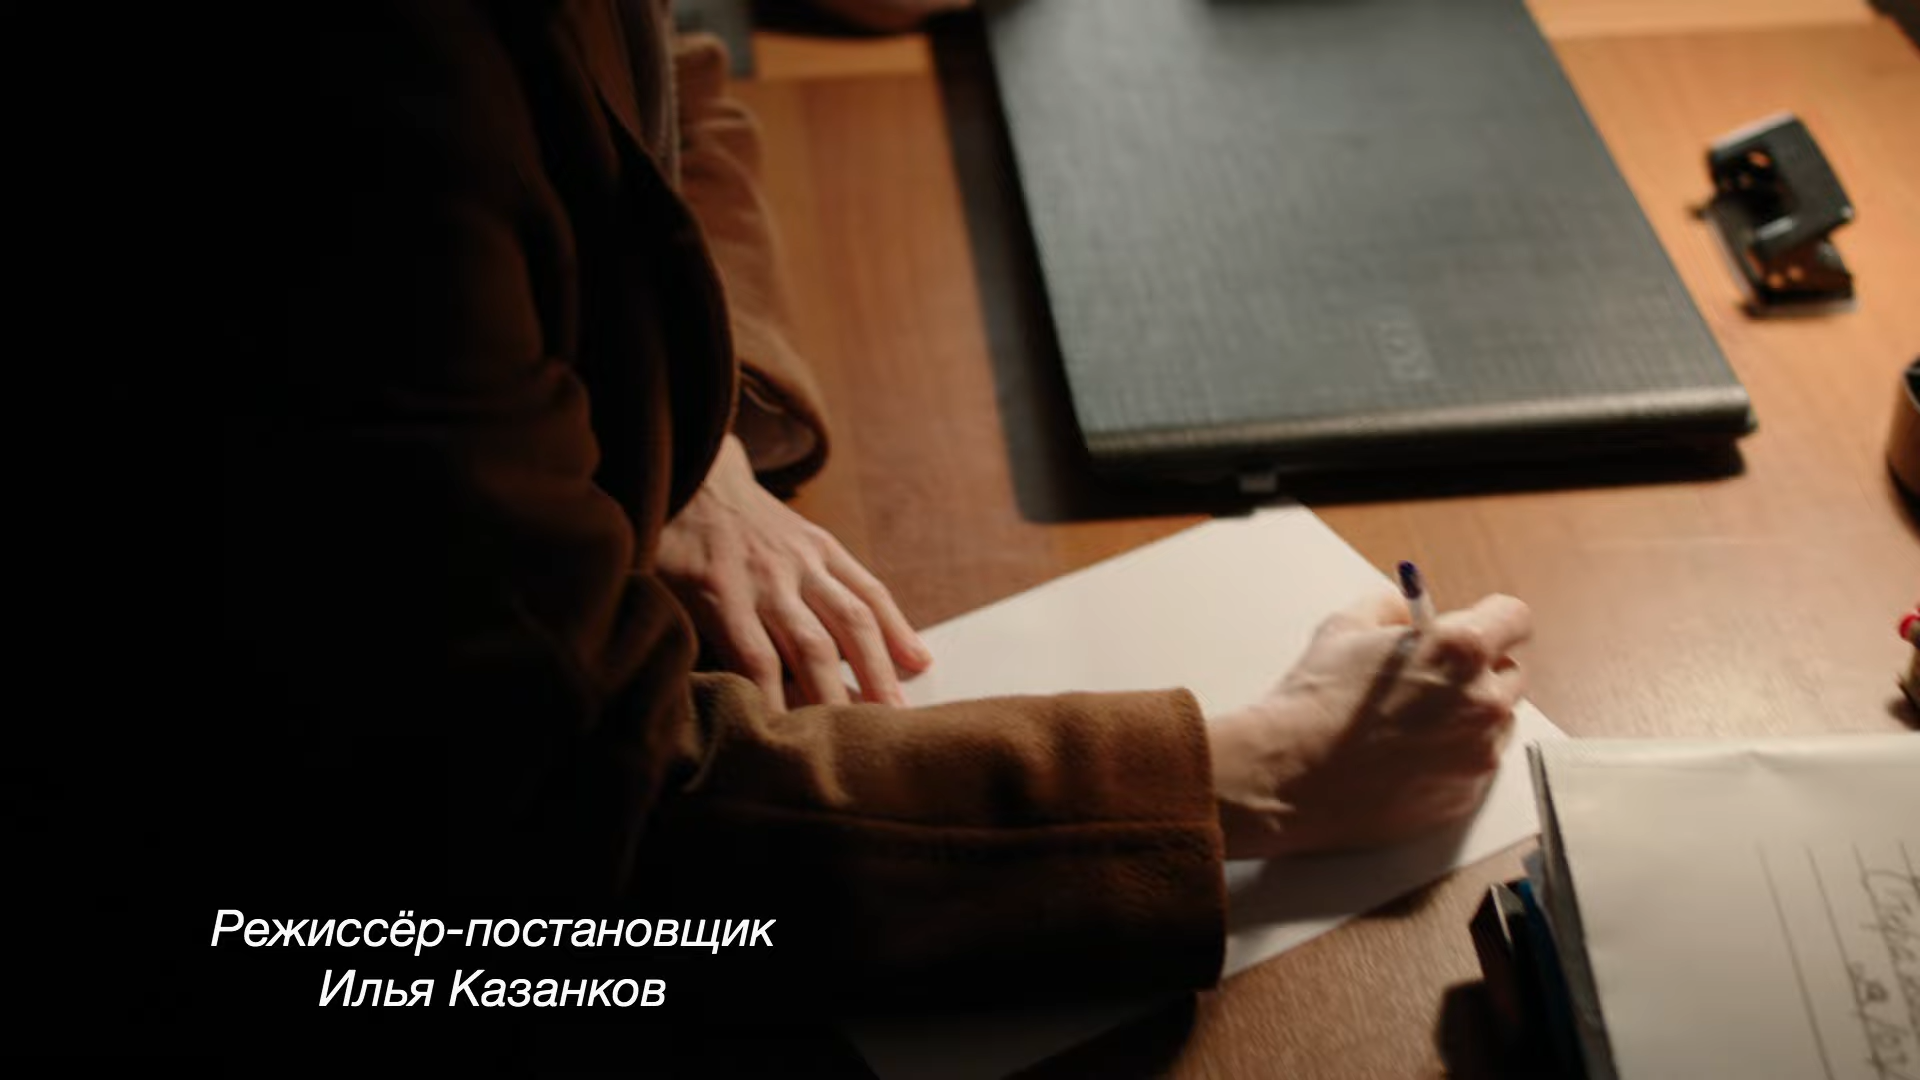 Режиссёр-постановщик
Илья Казанков